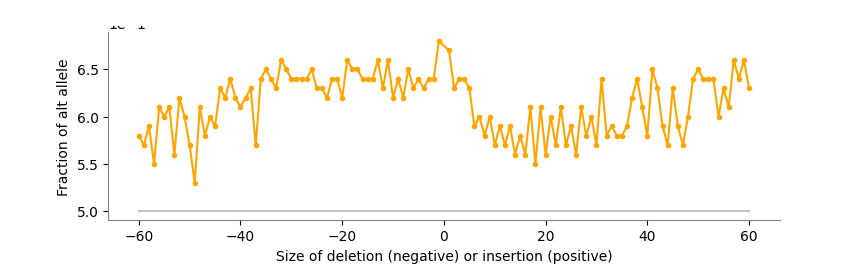 6.5
6.0
5.5
5.0
Fraction of alt allele
−60 −40 −20 0 20 40 60
Size of deletion (negative) or insertion (positive)